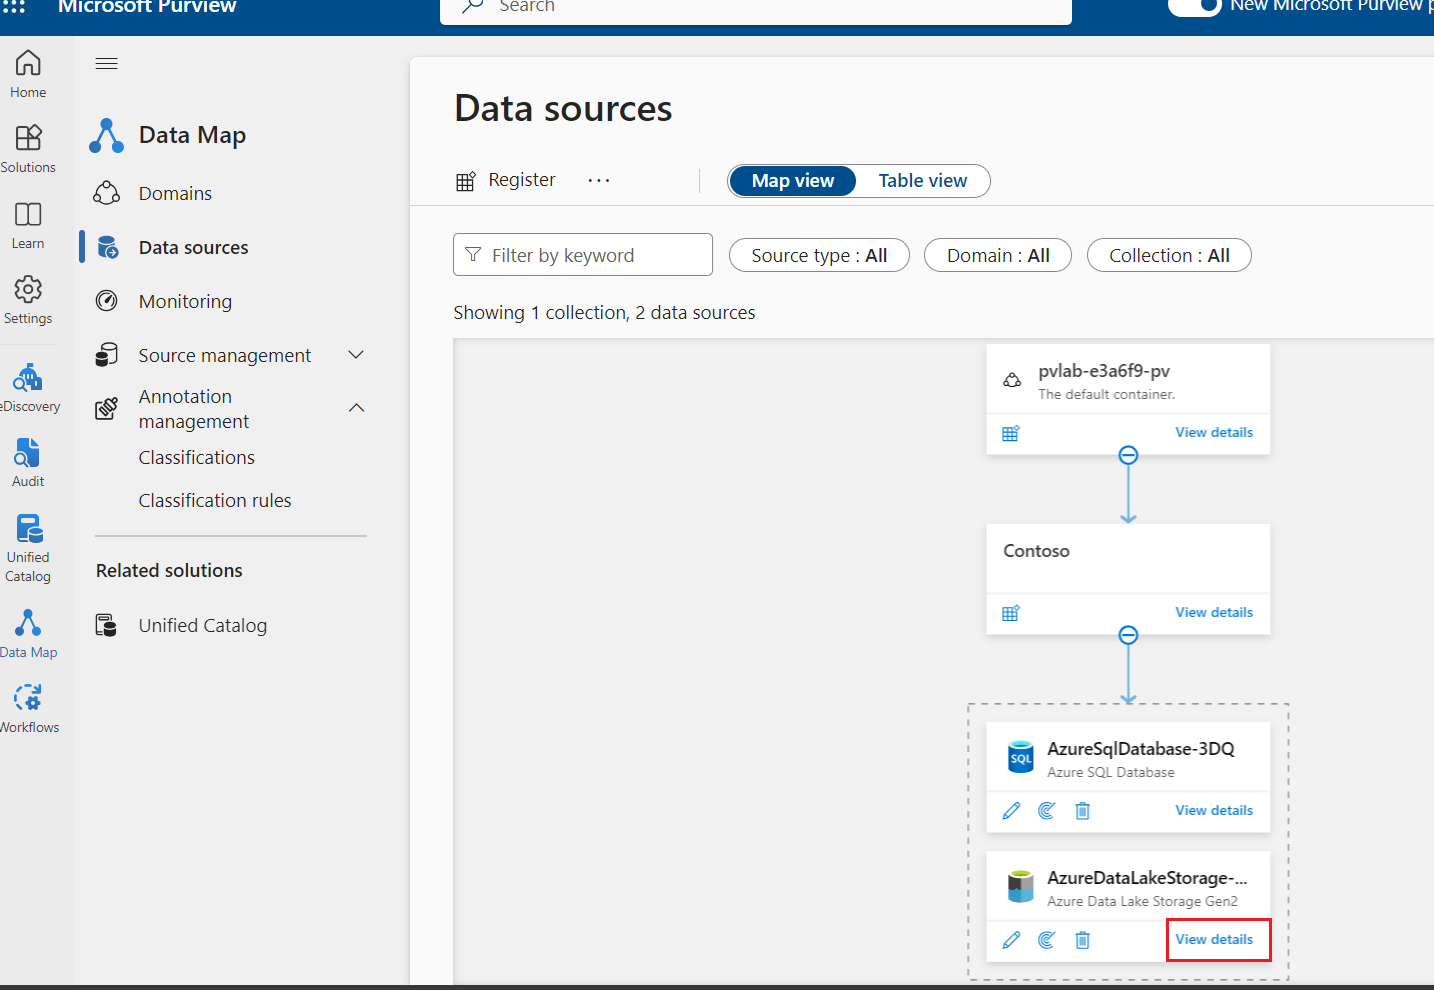 Microsoft Purview
Search
New Microsoft Purview p
Home
Solutions
Learn
Settings
eDiscovery
Audit
Unified
Catalog
Data Map
Workflows
Data Map
Domains
Data sources
Monitoring
Source management
Annotation
management
Classifications
Classification rules
Related solutions
Unified Catalog
Data sources
Register
Map view
Table view
Filter by keyword
Source type : All
Domain : All
Collection : All
Showing 1 collection, 2 data sources
pvlab-e3a6f9-pv
The default container.
View details
Contoso
View details
SQL
AzureSqlDatabase-3DQ
Azure SQL Database
View details
AzureDataLakeStorage-...
Azure Data Lake Storage Gen2
View details